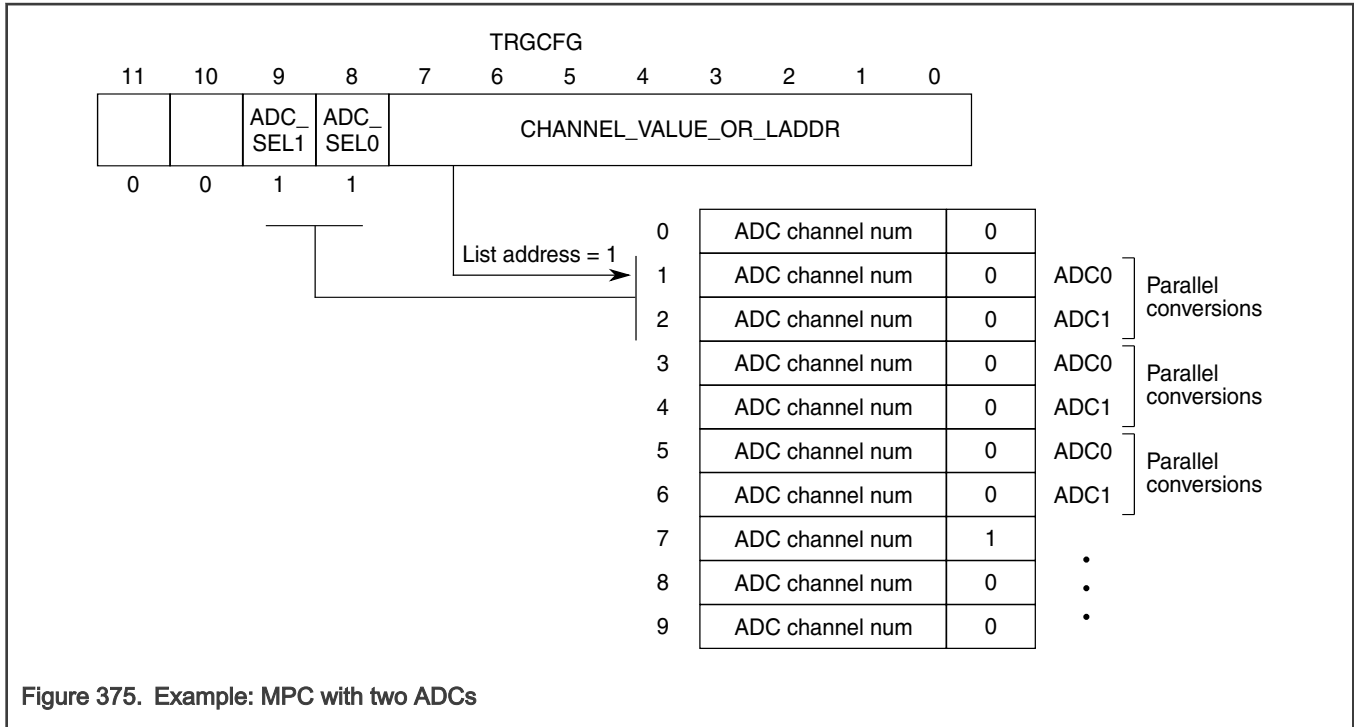 TRGCFG
11 10 9 8 7 6 5 4 3 2 1 0
ADC_ ADC_
SEL1 SEL0 CHANNEL_VALUE_OR_LADDR
0 0 1 1
0 ADC channel num 0
List address = 1
1 ADC channel num 0 ADC0
Parallel
conversions
2 ADC channel num 0 ADC1
3 ADC channel num 0 ADC0
Parallel
conversions
4 ADC channel num 0 ADC1
5 ADC channel num 0 ADC0
Parallel
conversions
6 ADC channel num 0 ADC1
7 ADC channel num 1
8 ADC channel num 0
9 ADC channel num 0
Figure 375. Example: MPC with two ADCs